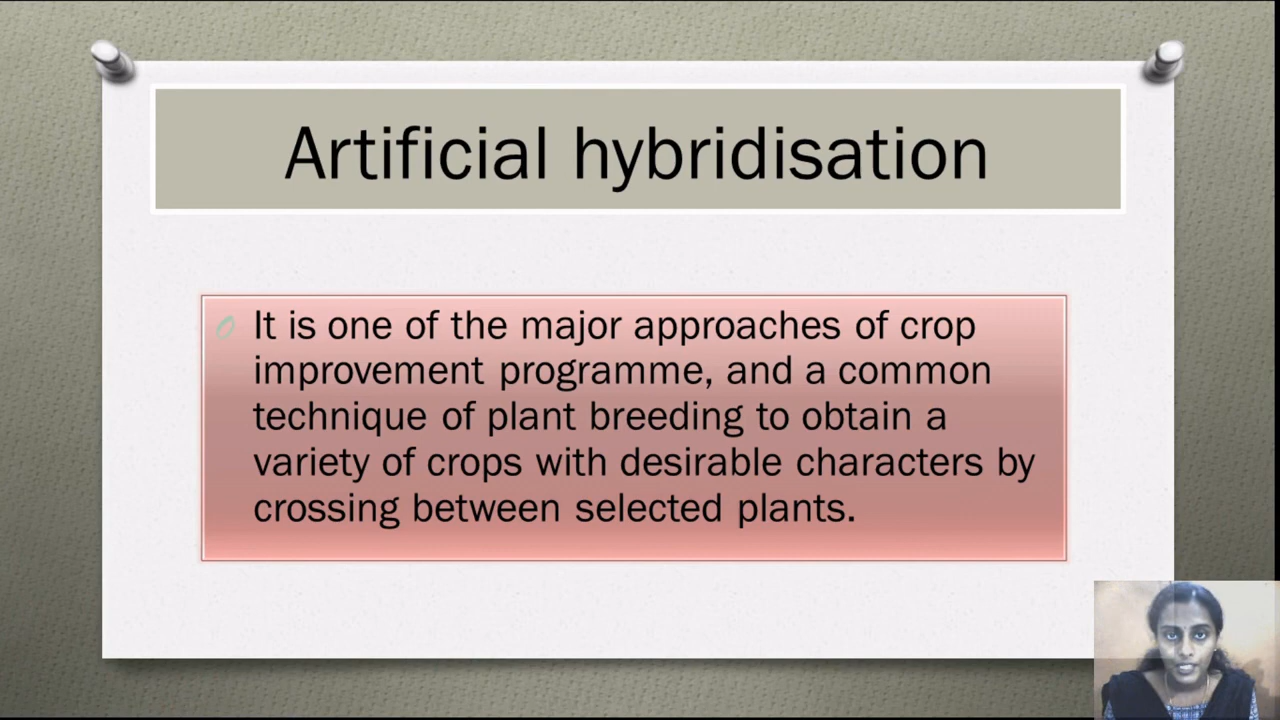 Artificial hybridisation
It is one of the major approaches of crop
improvement programme, and a common
technique of plant breeding to obtain a
variety of crops with desirable characters by
crossing between selected plants.